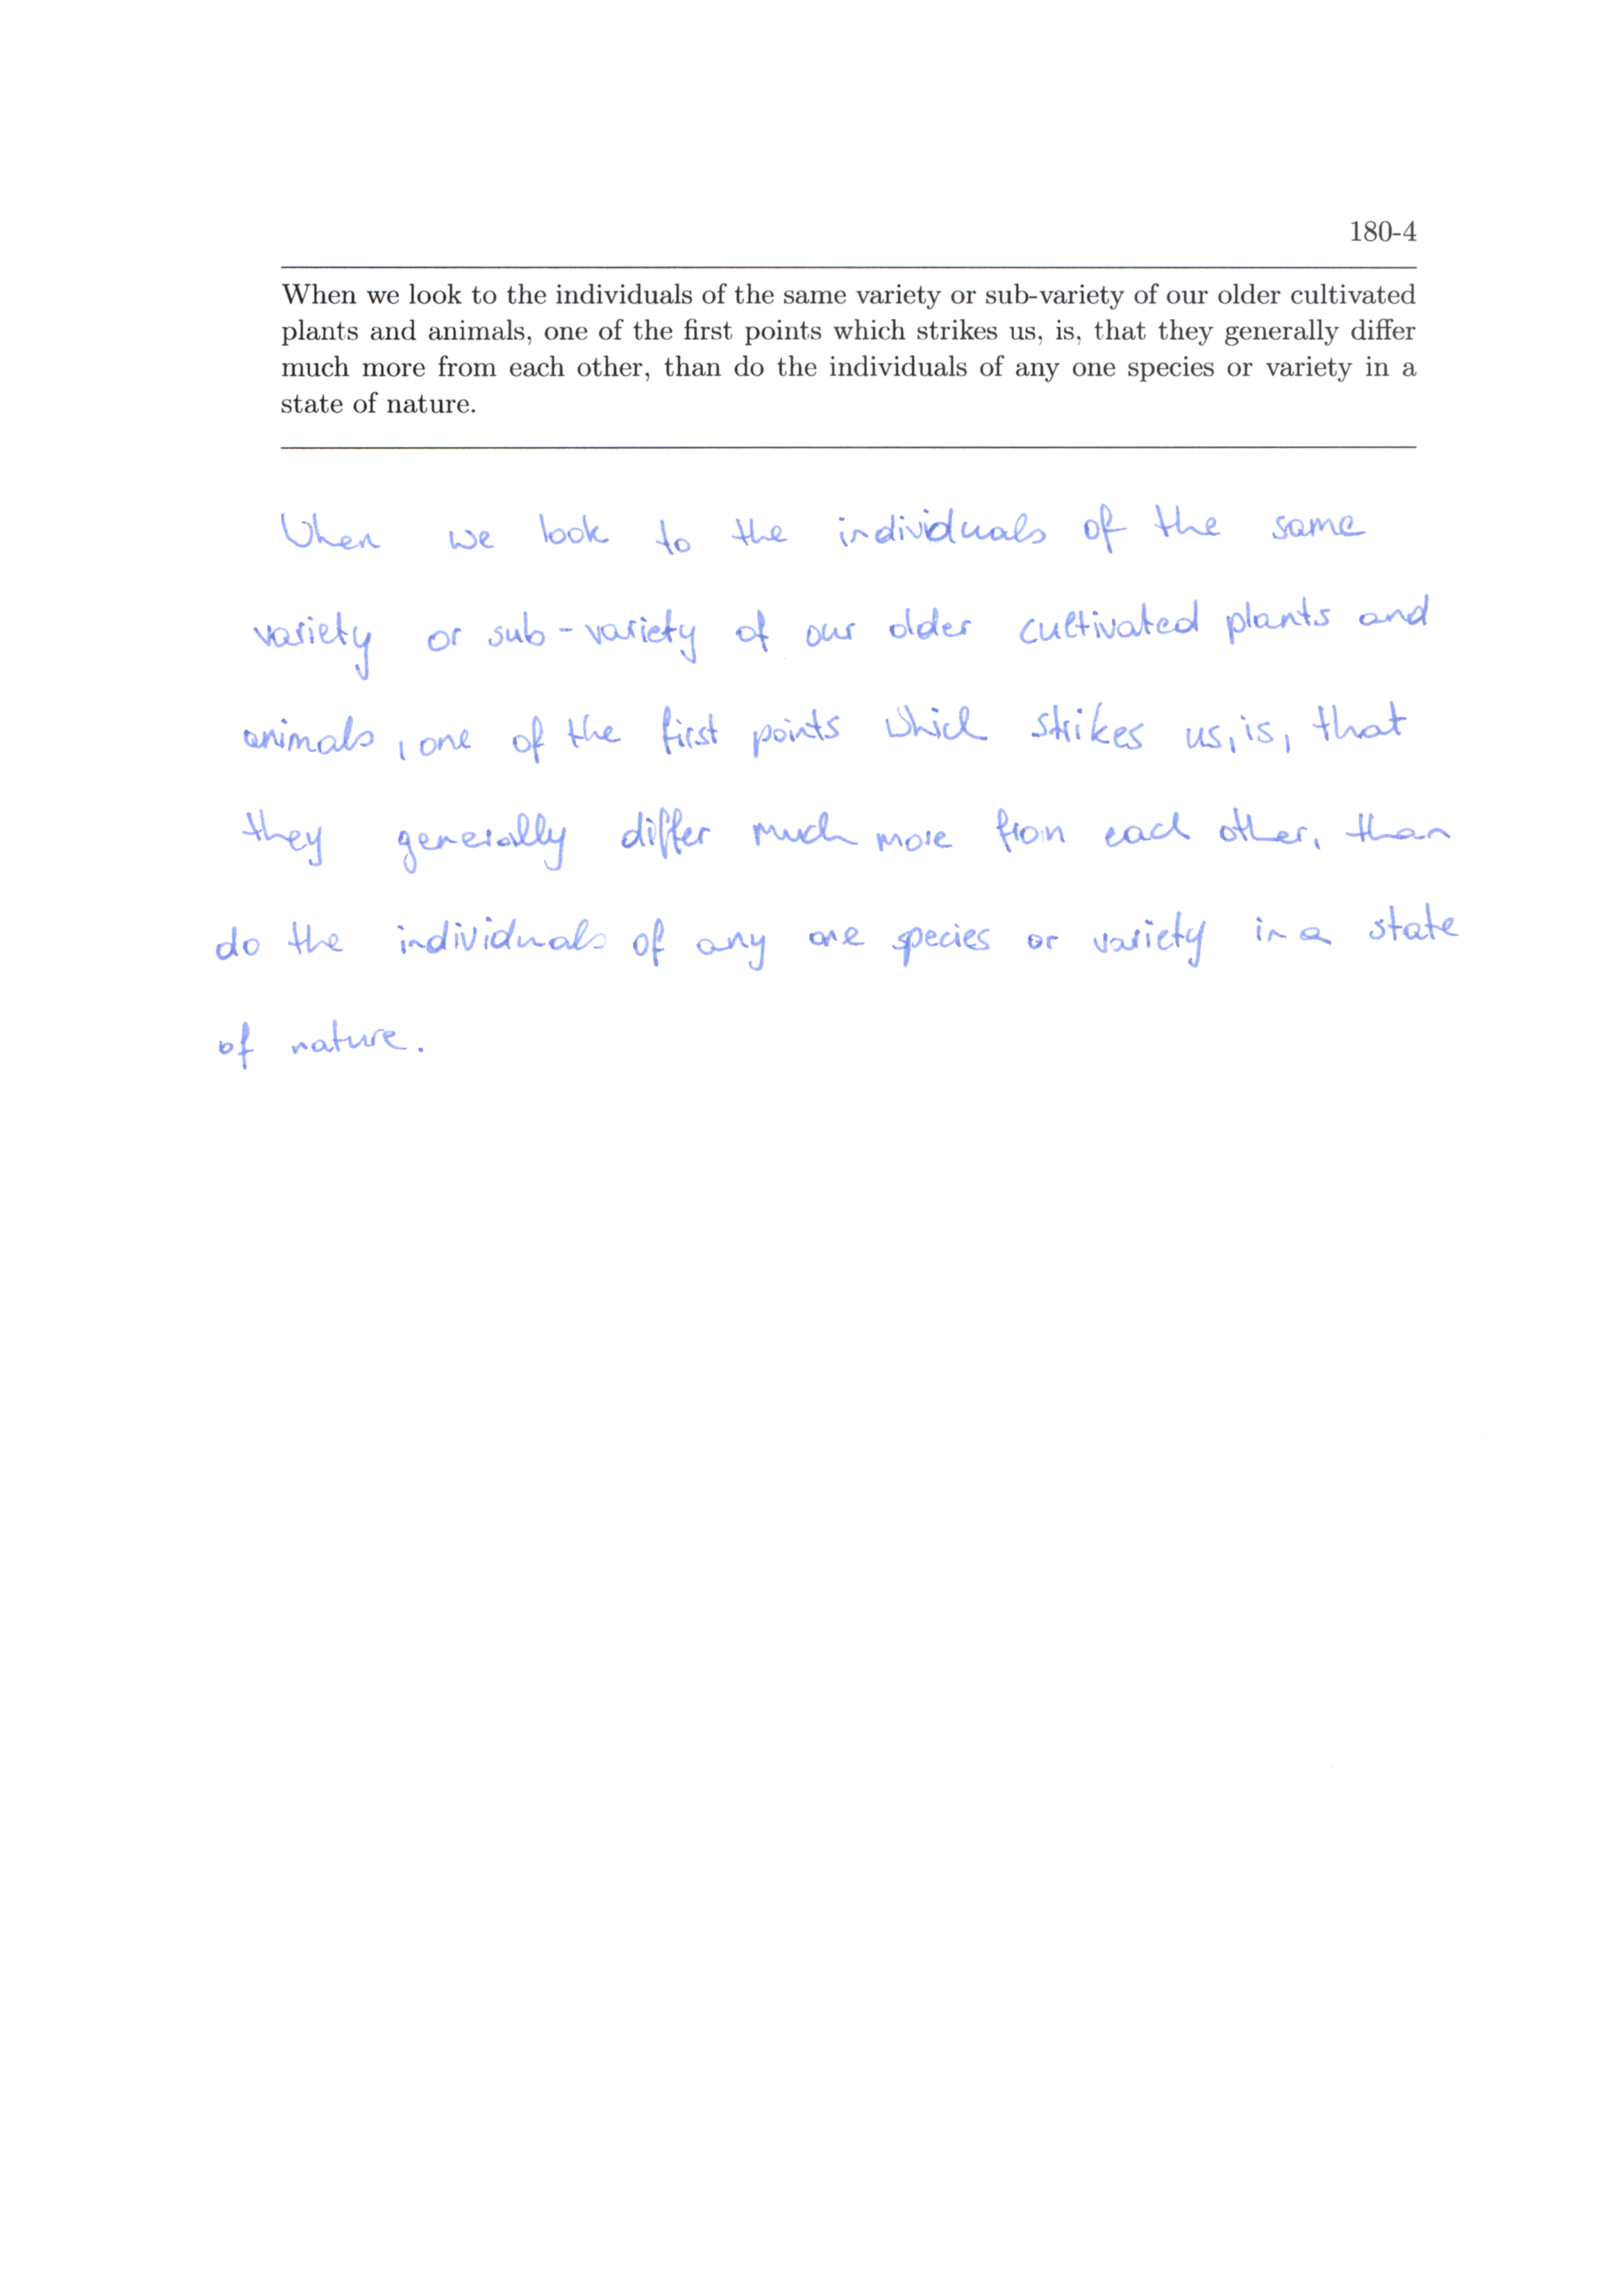 180-4
When we look to the individuals of the same variety or sub-variety of our older cultivated
plants and animals, one of the first points which strikes us, is, that they generally differ
much more from each other, than do the individuals of any one species or variety in a
state of nature.
When we look to the individuals of the same
variety or sub-variety of our older cultivated plants and
animals, one of the first points which strikes us, is, that
they generally differ much more from each other, than
do the individuals of any one species or variety in a state
of nature.